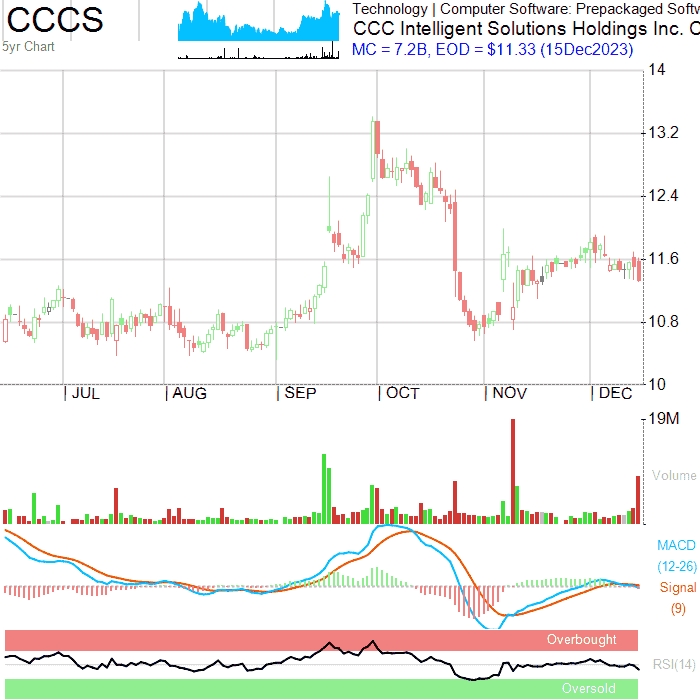 CCCS
5yr Chart
Technology | Computer Software: Prepackaged Softw
CCC Intelligent Solutions Holdings Inc. C
MC = 7.2B, EOD = $11.33 (15Dec2023)
14
13.2
12.4
11.6
10.8
10
JUL AUG SEP OCT NOV DEC
19M
Volume
MACD
(12-26)
Signal
(9)
Overbought
RSI(14)
Oversold